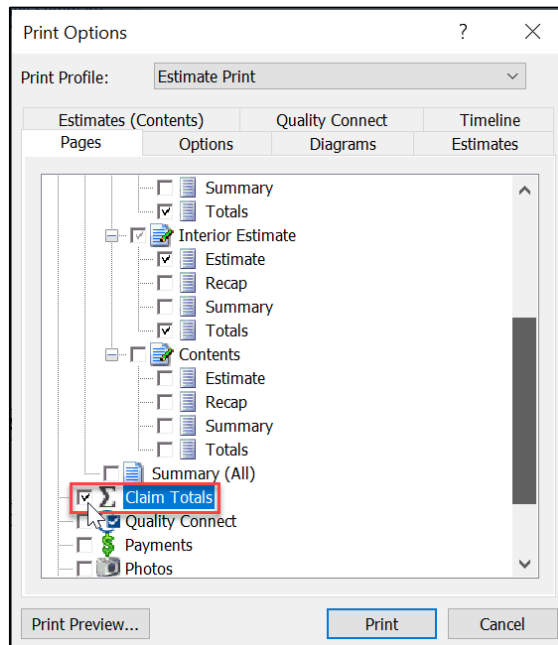 Print Options ?
Print Profile: Estimate Print
Estimates (Contents) Quality Connect Timeline
Pages Options Diagrams Estimates
Summary
Totals
Interior Estimate
Estimate
Recap
Summary
Totals
Contents
Estimate
Recap
Summary
Totals
Summary (All)
Σ Claim Totals
Quality Connect
$ Payments
Photos
Print Preview... Print Cancel